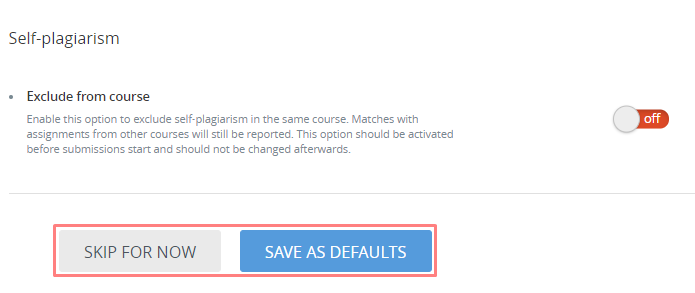 Self-plagiarism
Exclude from course
Enable this option to exclude self-plagiarism in the same course. Matches with
assignments from other courses will still be reported. This option should be activated
before submissions start and should not be changed afterwards.
off
SKIP FOR NOW
SAVE AS DEFAULTS